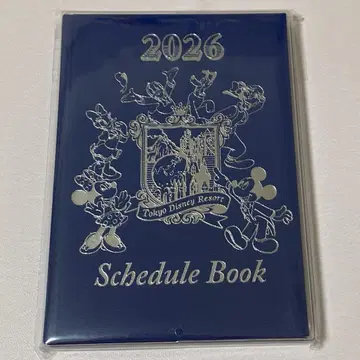 2026
Tokyo Disney Resort
Schedule Book